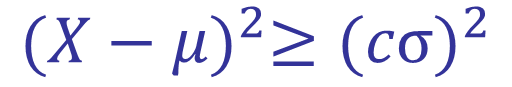 (X − μ)² ≥ (cσ)²